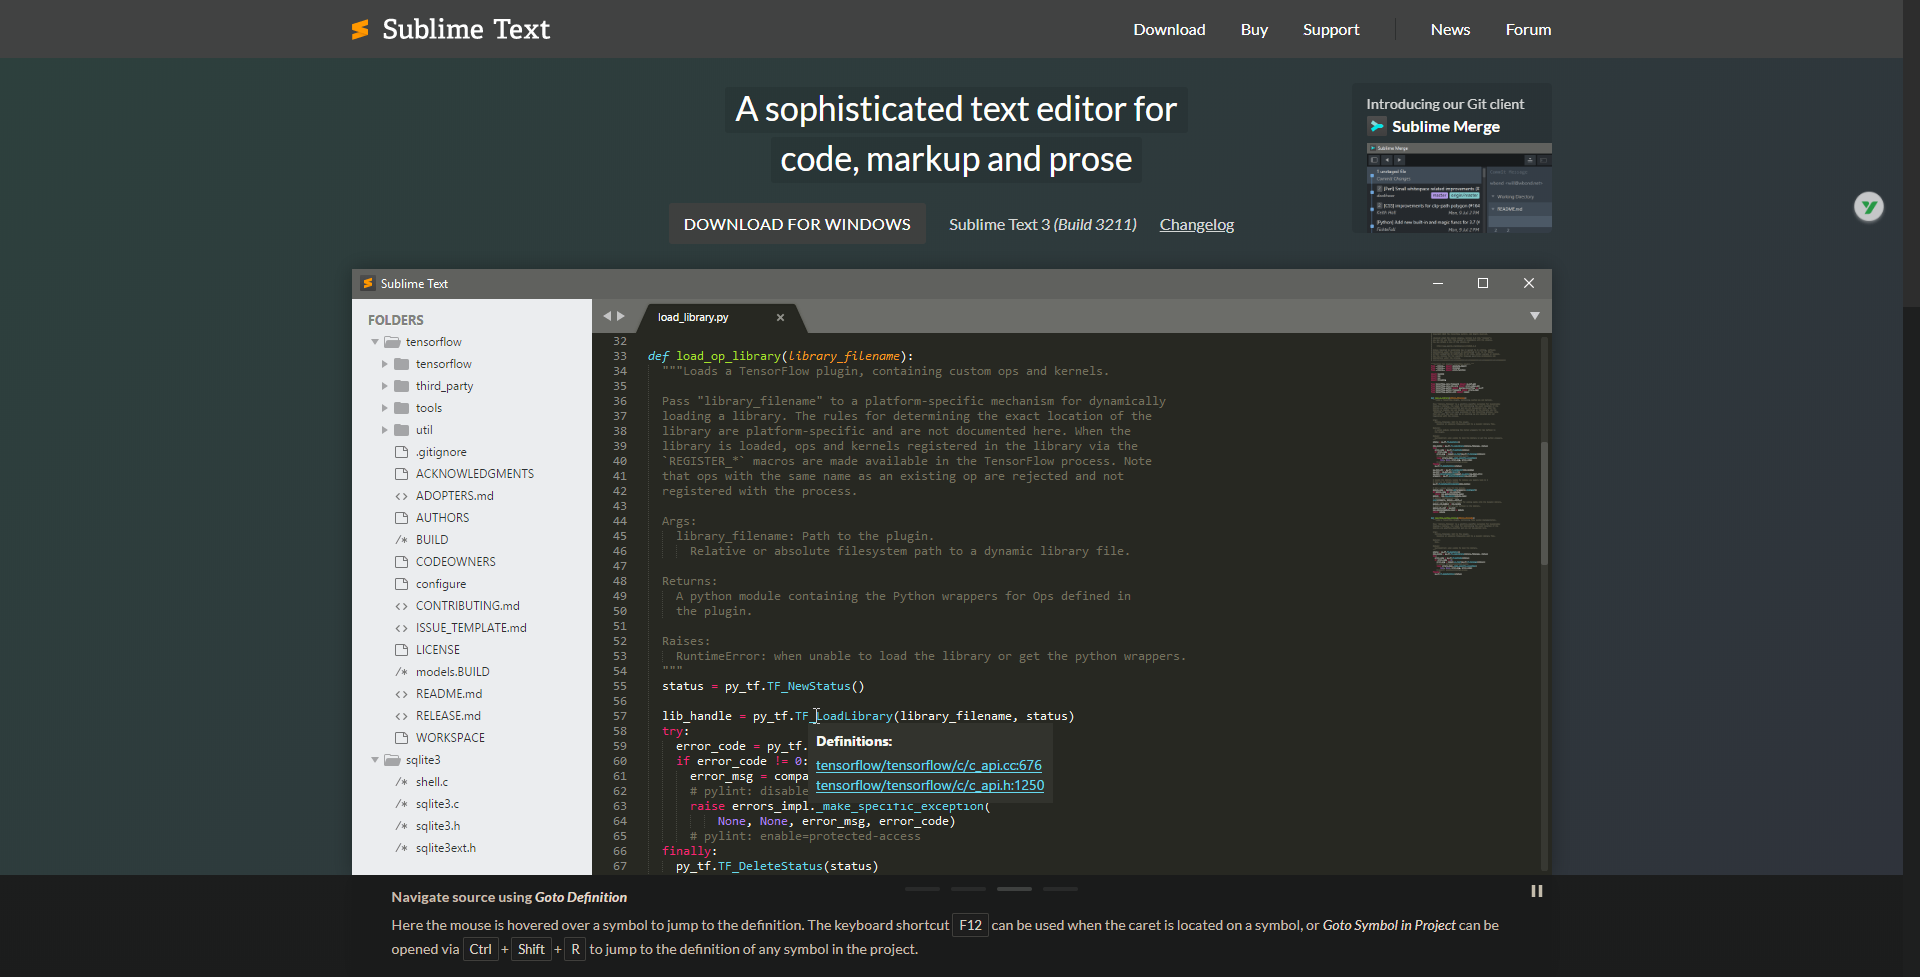 Sublime Text
Download Buy Support News Forum
A sophisticated text editor for
code, markup and prose
DOWNLOAD FOR WINDOWS Sublime Text 3 (Build 3211) Changelog
Introducing our Git client
Sublime Merge
Sublime Text
FOLDERS
tensorflow
tensorflow
third_party
tools
util
.gitignore
ACKNOWLEDGMENTS
ADOPTERS.md
AUTHORS
BUILD
CODEOWNERS
configure
CONTRIBUTING.md
ISSUE_TEMPLATE.md
LICENSE
models.BUILD
README.md
RELEASE.md
WORKSPACE
sqlite3
shell.c
sqlite3.c
sqlite3.h
sqlite3ext.h
load_library.py
32
33 def load_op_library(library_filename):
34 """Loads a TensorFlow plugin, containing custom ops and kernels.
35
36 Pass "library_filename" to a platform-specific mechanism for dynamically
37 loading a library. The rules for determining the exact location of the
38 library are platform-specific and are not documented here. When the
39 library is loaded, ops and kernels registered in the library via the
40 `REGISTER_*` macros are made available in the TensorFlow process. Note
41 that ops with the same name as an existing op are rejected and not
42 registered with the process.
43
44 Args:
45 library_filename: Path to the plugin.
46 Relative or absolute filesystem path to a dynamic library file.
47
48 Returns:
49 A python module containing the Python wrappers for Ops defined in
50 the plugin.
51
52 Raises:
53 RuntimeError: when unable to load the library or get the python wrappers.
54 """
55 status = py_tf.TF_NewStatus()
56
57 lib_handle = py_tf.TF_LoadLibrary(library_filename, status)
58 try:
59 error_code = py_tf.
60 if error_code != 0:
61 error_msg = compa
62 # pylint: disable
63 raise errors_impl._make_specific_exception(
64 None, None, error_msg, error_code)
65 # pylint: enable=protected-access
66 finally:
67 py_tf.TF_DeleteStatus(status)
Definitions:
tensorflow/tensorflow/c/c_api.cc:676
tensorflow/tensorflow/c/c_api.h:1250
Navigate source using Goto Definition
Here the mouse is hovered over a symbol to jump to the definition. The keyboard shortcut F12 can be used when the caret is located on a symbol, or Goto Symbol in Project can be
opened via Ctrl + Shift + R to jump to the definition of any symbol in the project.